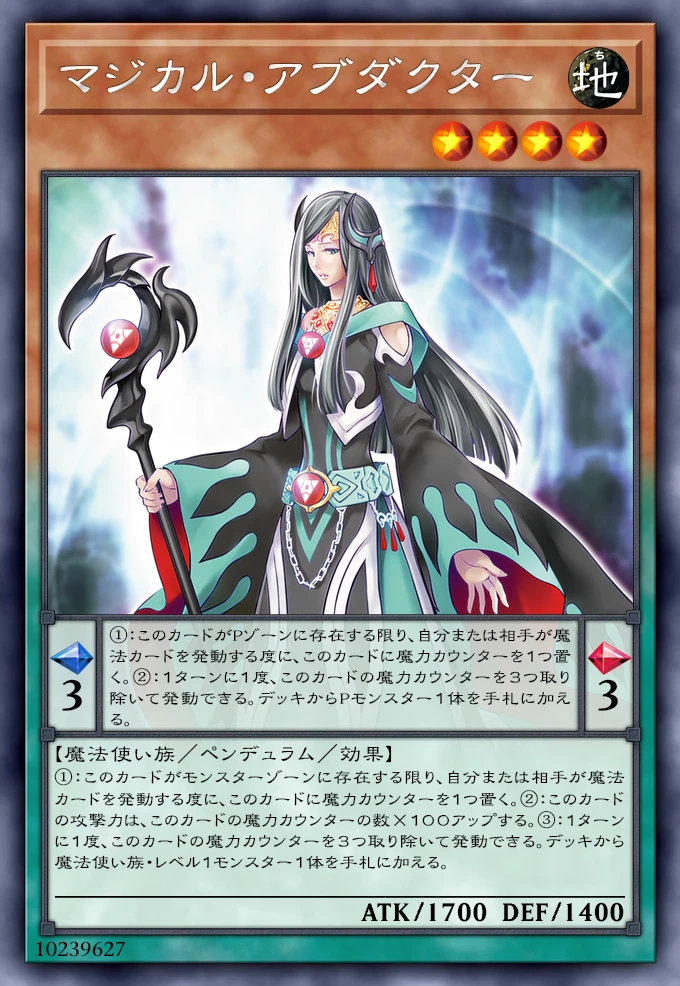 マジカル・アブダクター
ち
地
①：このカードがPゾーンに存在する限り、自分または相手が魔
法カードを発動する度に、このカードに魔力カウンターを1つ置
く。②：1ターンに1度、このカードの魔力カウンターを3つ取り
除いて発動できる。デッキからPモンスター1体を手札に加え
る。
3
3
【魔法使い族／ペンデュラム／効果】
①：このカードがモンスターゾーンに存在する限り、自分または相手が魔法
カードを発動する度に、このカードに魔力カウンターを1つ置く。②：このカード
の攻撃力は、このカードの魔力カウンターの数×100アップする。③：1ターン
に1度、このカードの魔力カウンターを3つ取り除いて発動できる。デッキから
魔法使い族・レベル1モンスター1体を手札に加える。
ATK/1700 DEF/1400
10239627